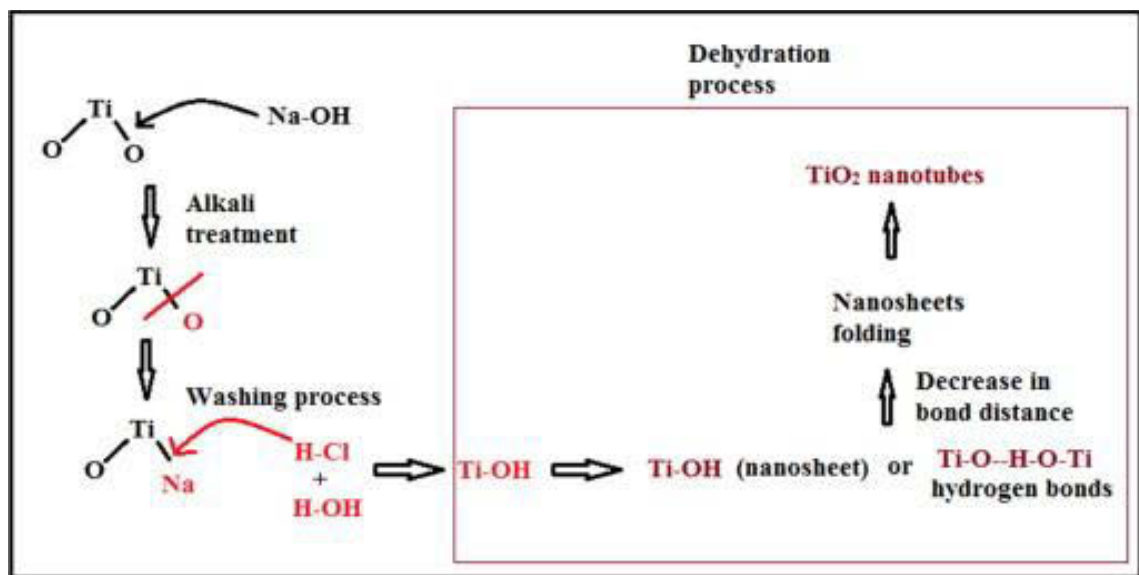 Ti
O
O
Na-OH
Alkali
treatment
Ti
O
O
Ti
O
Na
Washing process
H-Cl
+
H-OH
Dehydration
process
Ti-OH
Ti-OH (nanosheet) or
Ti-O--H-O-Ti
hydrogen bonds
Decrease in
bond distance
Nanosheets
folding
TiO₂ nanotubes